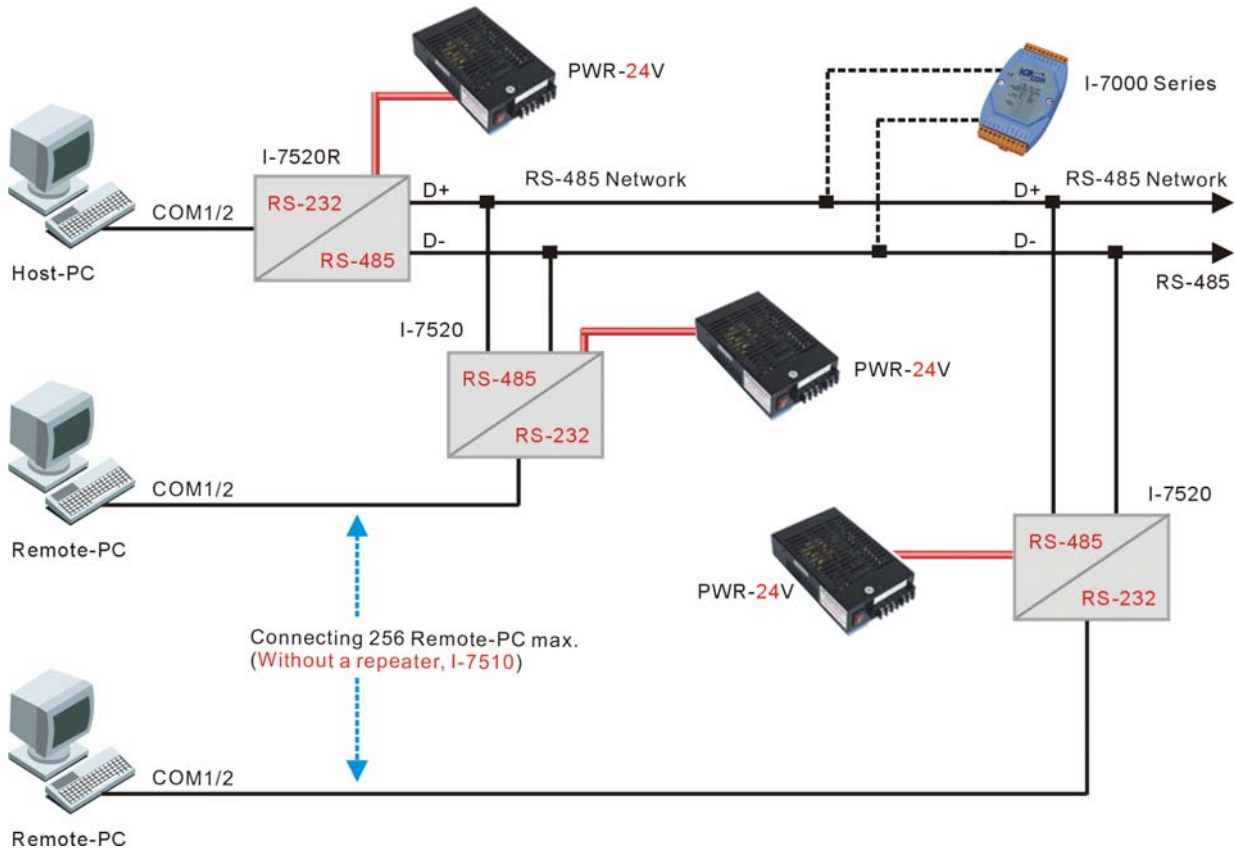 PWR-24V
I-7000 Series
I-7520R
D+
RS-485 Network
D+
RS-485 Network
RS-232
COM1/2
RS-485
D-
D-
Host-PC
RS-485
I-7520
PWR-24V
RS-485
RS-232
COM1/2
I-7520
Remote-PC
RS-485
PWR-24V
RS-232
Connecting 256 Remote-PC max.
(Without a repeater, I-7510)
COM1/2
Remote-PC